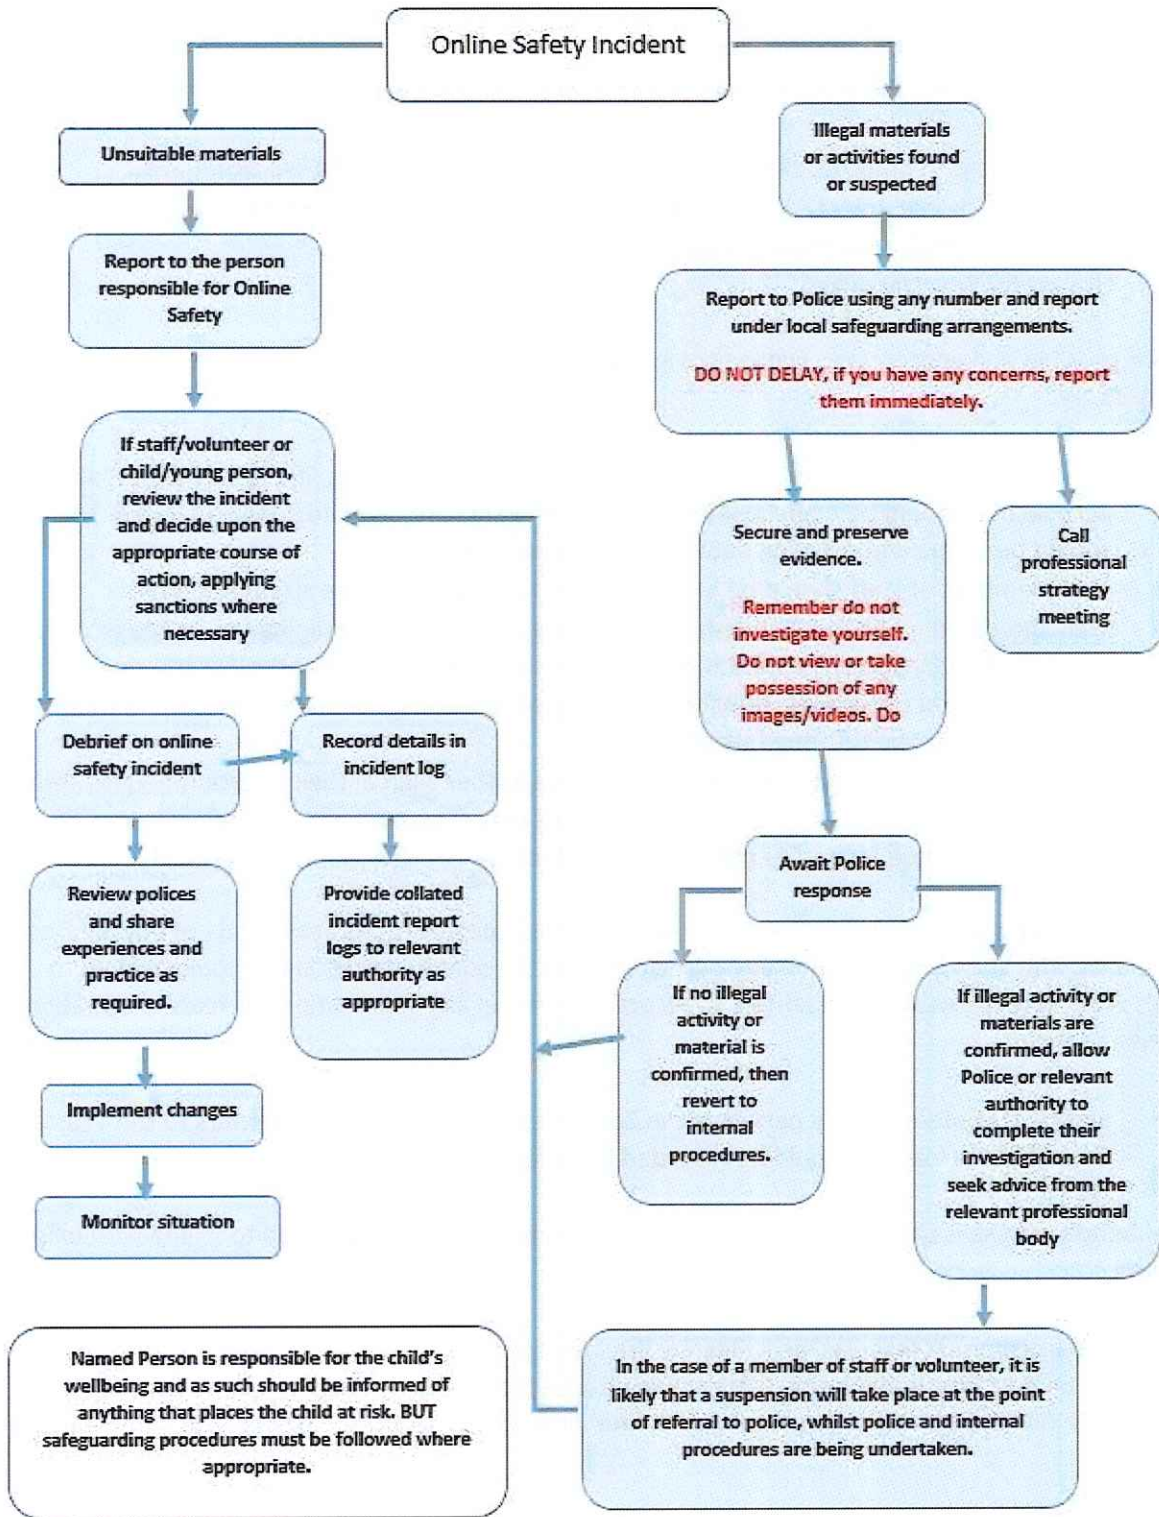 Online Safety Incident
Unsuitable materials
Report to the person
responsible for Online
Safety
If staff/volunteer or
child/young person,
review the incident
and decide upon the
appropriate course of
action, applying
sanctions where
necessary
Debrief on online
safety incident
Record details in
incident log
Review polices
and share
experiences and
practice as
required.
Provide collated
incident report
logs to relevant
authority as
appropriate
Implement changes
Monitor situation
Illegal materials
or activities found
or suspected
Report to Police using any number and report
under local safeguarding arrangements.
DO NOT DELAY, if you have any concerns, report
them immediately.
Secure and preserve
evidence.
Remember do not
investigate yourself.
Do not view or take
possession of any
images/videos. Do
Call
professional
strategy
meeting
Await Police
response
If no illegal
activity or
material is
confirmed, then
revert to
internal
procedures.
If illegal activity or
materials are
confirmed, allow
Police or relevant
authority to
complete their
investigation and
seek advice from the
relevant professional
body
In the case of a member of staff or volunteer, it is
likely that a suspension will take place at the point
of referral to police, whilst police and internal
procedures are being undertaken.
Named Person is responsible for the child's
wellbeing and as such should be informed of
anything that places the child at risk. BUT
safeguarding procedures must be followed where
appropriate.